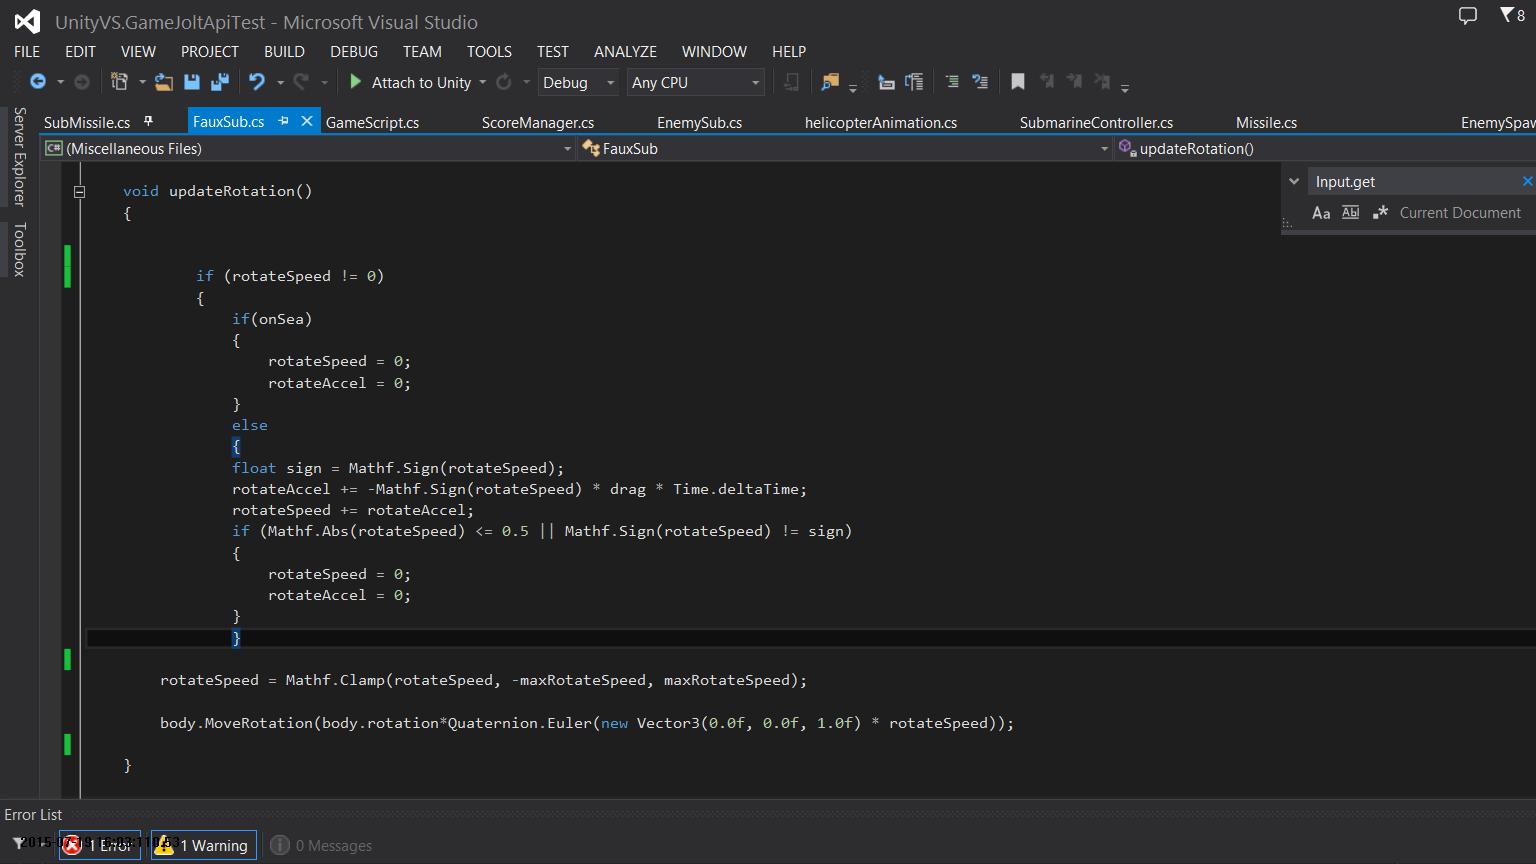 UnityVS.GameJoltApiTest - Microsoft Visual Studio
8
FILE EDIT VIEW PROJECT BUILD DEBUG TEAM TOOLS TEST ANALYZE WINDOW HELP
Attach to Unity Debug Any CPU
Server Explorer
Toolbox
SubMissile.cs FauxSub.cs GameScript.cs ScoreManager.cs EnemySub.cs helicopterAnimation.cs SubmarineController.cs Missile.cs EnemySpaw
C# (Miscellaneous Files) FauxSub updateRotation()
Input.get
Aa Abl .* Current Document
void updateRotation()
{
if (rotateSpeed != 0)
{
if(onSea)
{
rotateSpeed = 0;
rotateAccel = 0;
}
else
{
float sign = Mathf.Sign(rotateSpeed);
rotateAccel += -Mathf.Sign(rotateSpeed) * drag * Time.deltaTime;
rotateSpeed += rotateAccel;
if (Mathf.Abs(rotateSpeed) <= 0.5 || Mathf.Sign(rotateSpeed) != sign)
{
rotateSpeed = 0;
rotateAccel = 0;
}
}
rotateSpeed = Mathf.Clamp(rotateSpeed, -maxRotateSpeed, maxRotateSpeed);
body.MoveRotation(body.rotation*Quaternion.Euler(new Vector3(0.0f, 0.0f, 1.0f) * rotateSpeed));
}
Error List
1 Error 1 Warning 0 Messages